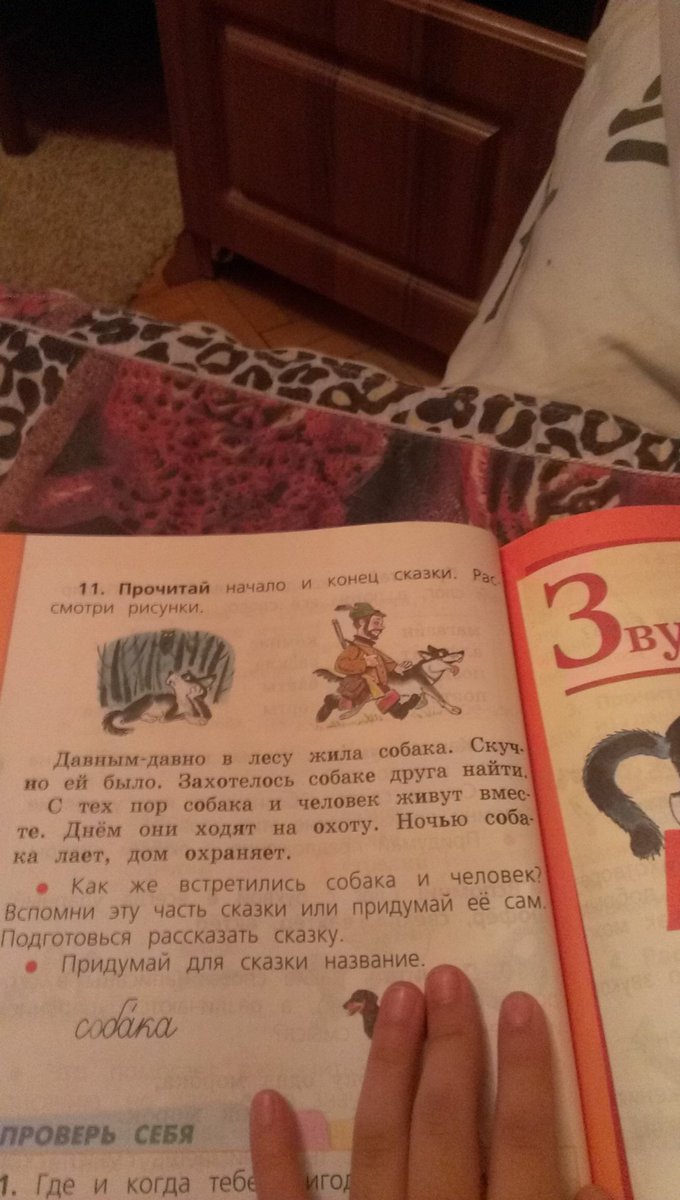 11. Прочитай начало и конец сказки. Рас-
смотри рисунки.
Давным-давно в лесу жила собака. Скуч-
но ей было. Захотелось собаке друга найти.
С тех пор собака и человек живут вмес-
те. Днём они ходят на охоту. Ночью соба-
ка лает, дом охраняет.
• Как же встретились собака и человек?
Вспомни эту часть сказки или придумай её сам.
Подготовься рассказать сказку.
• Придумай для сказки название.
собака
ПРОВЕРЬ СЕБЯ
1. Где и когда тебе
Зву